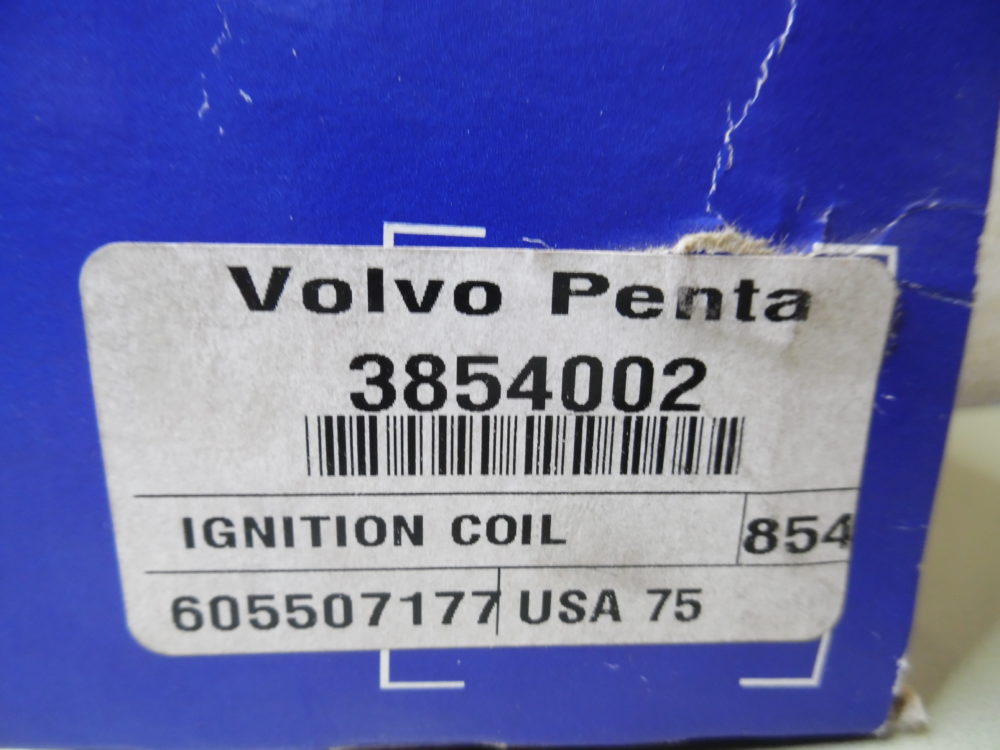 Volvo Penta
3854002
IGNITION COIL 854
605507177 USA 75